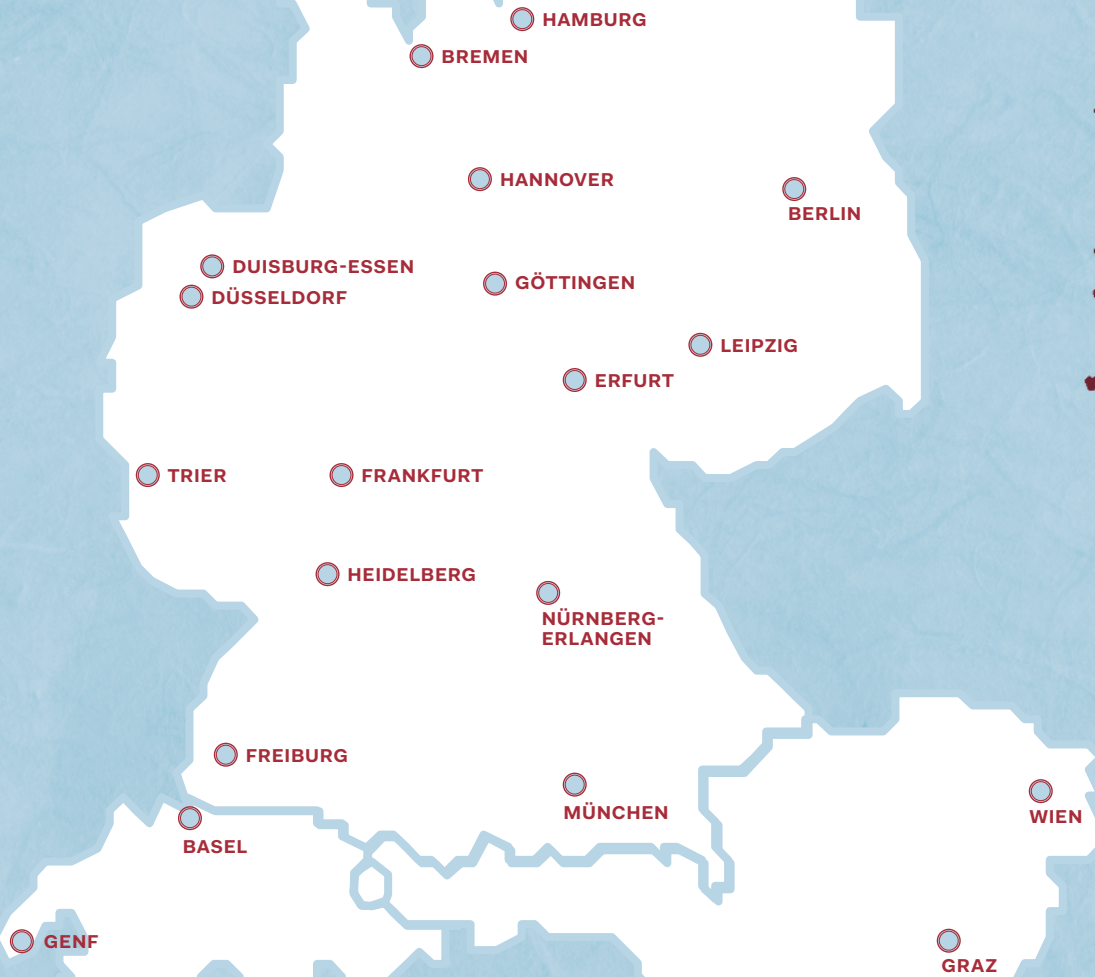 HAMBURG
BREMEN
HANNOVER
BERLIN
DUISBURG-ESSEN
GÖTTINGEN
DÜSSELDORF
LEIPZIG
ERFURT
TRIER
FRANKFURT
HEIDELBERG
NÜRNBERG-
ERLANGEN
FREIBURG
MÜNCHEN
WIEN
BASEL
GENF
GRAZ